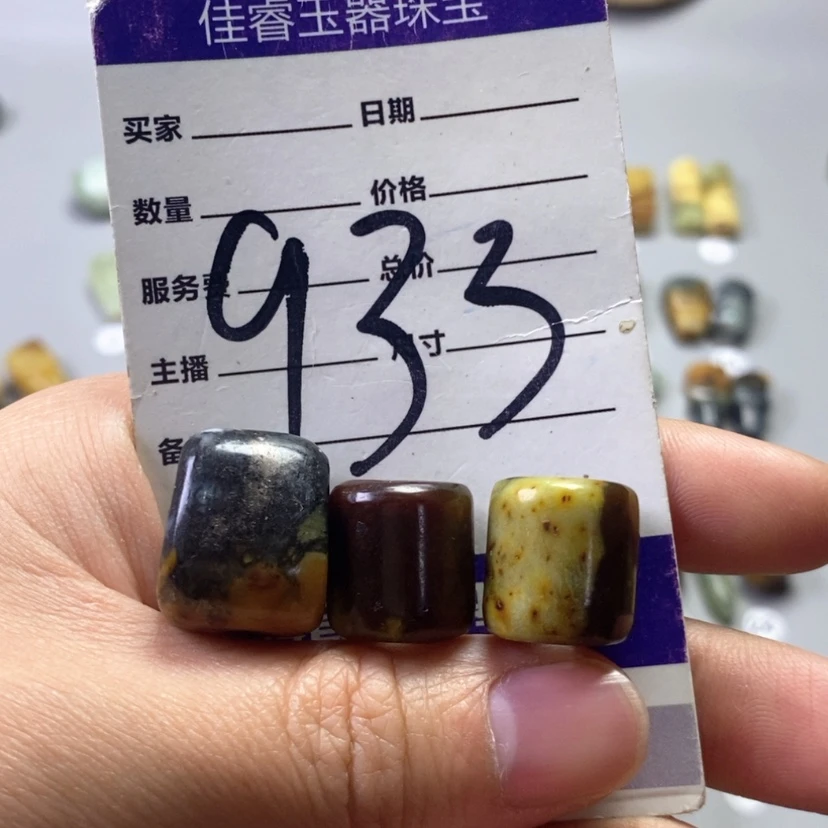 佳睿玉器珠宝
买家 日期
数量 价格
服务费 总价
933
主播 尺寸
备